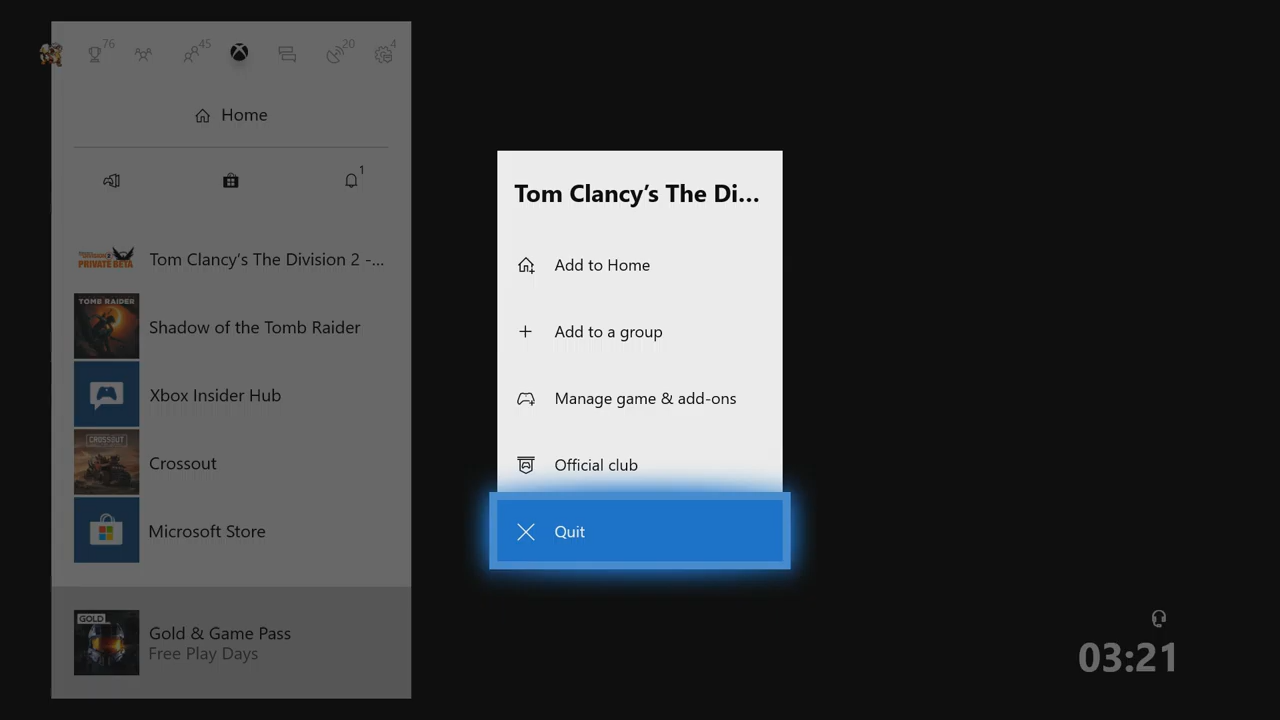 76
45
20
4
Home
1
PRIVATE BETA
Tom Clancy's The Division 2 -...
TOMB RAIDER
Shadow of the Tomb Raider
Xbox Insider Hub
CROSSOUT
Crossout
Microsoft Store
GOLD
Gold & Game Pass
Free Play Days
Tom Clancy’s The Di...
Add to Home
Add to a group
Manage game & add-ons
Official club
Quit
03:21